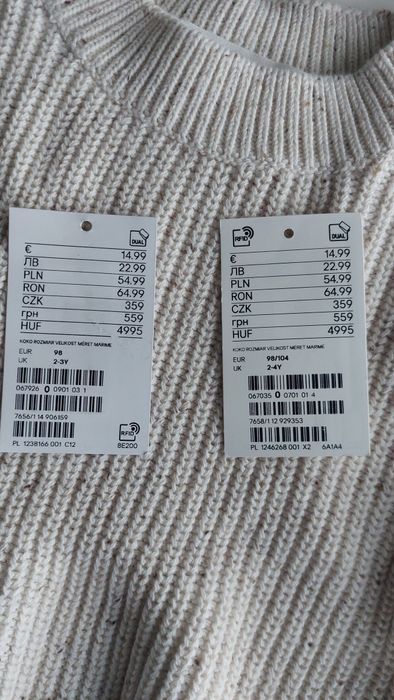 DUAL
€ 14.99
ЛВ 22.99
PLN 54.99
RON 64.99
CZK 359
грн 559
HUF 4995
KOKO ROZMIAR VELIKOST MÉRET MARIME
EUR 98
UK 2-3Y
067926 0 0901 03 1
7656/1 14 906159
PL 1238166 001 C12
RFID
8E200
RFID
DUAL
€ 14.99
ЛВ 22.99
PLN 54.99
RON 64.99
CZK 359
грн 559
HUF 4995
KOKO ROZMIAR VELIKOST MÉRET MARIME
EUR 98/104
UK 2-4Y
067035 0 0701 01 4
7658/1 12 929353
PL 1246268 001 X2 6A1A4